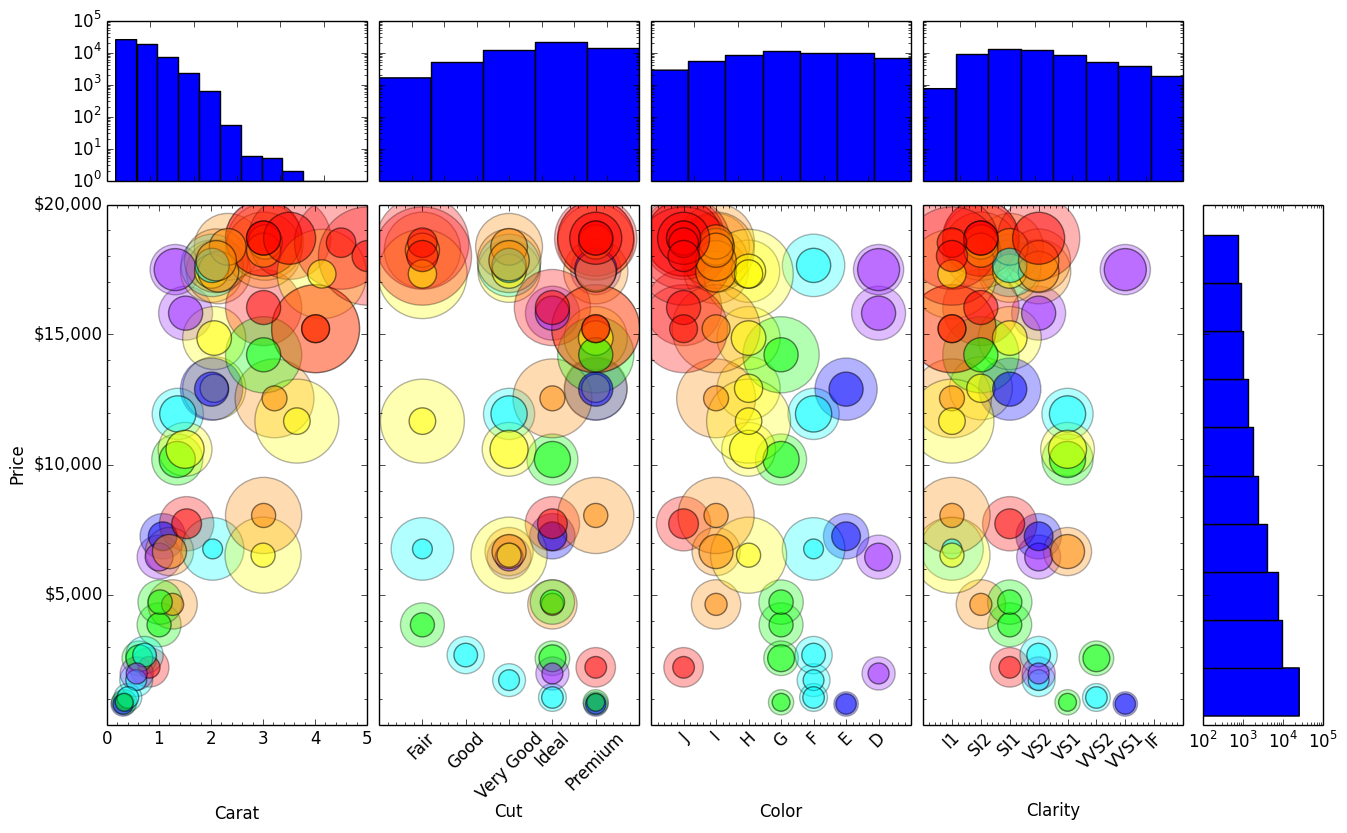 10^5
10^4
10^3
10^2
10^1
10^0
$20,000
$15,000
$10,000
$5,000
Price
0 1 2 3 4 5
Fair Good Very Good Ideal Premium
J I H G F E D
I1 SI2 SI1 VS2 VS1 VVS2 VVS1 IF
10^2 10^3 10^4 10^5
Carat Cut Color Clarity